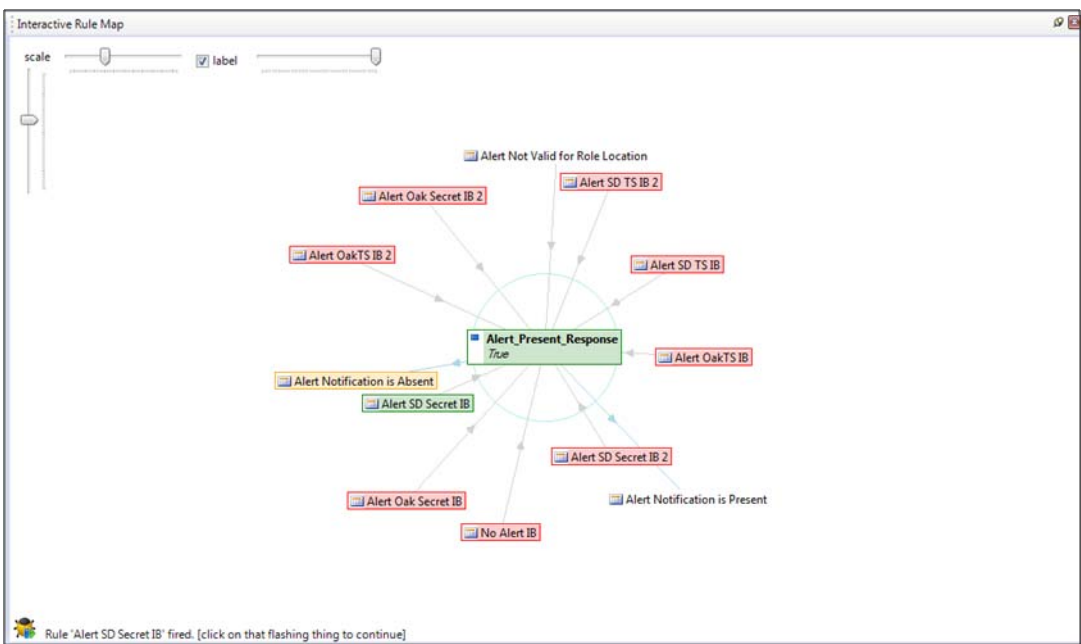 Interactive Rule Map
scale
label
Alert Not Valid for Role Location
Alert SD TS IB 2
Alert Oak Secret IB 2
Alert OakTS IB 2
Alert SD TS IB
Alert_Present_Response
True
Alert OakTS IB
Alert Notification is Absent
Alert SD Secret IB
Alert SD Secret IB 2
Alert Oak Secret IB
Alert Notification is Present
No Alert IB
Rule 'Alert SD Secret IB' fired. [click on that flashing thing to continue]